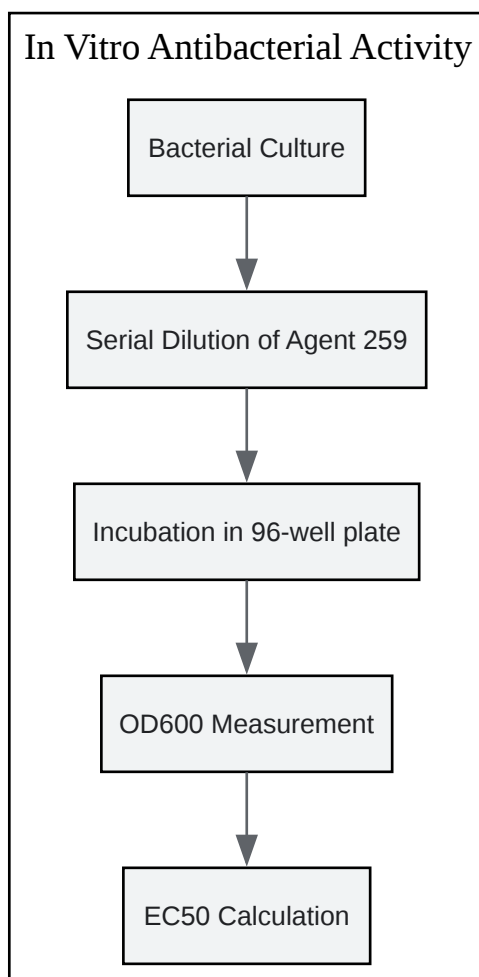 In Vitro Antibacterial Activity
Bacterial Culture
Serial Dilution of Agent 259
Incubation in 96-well plate
OD600 Measurement
EC50 Calculation